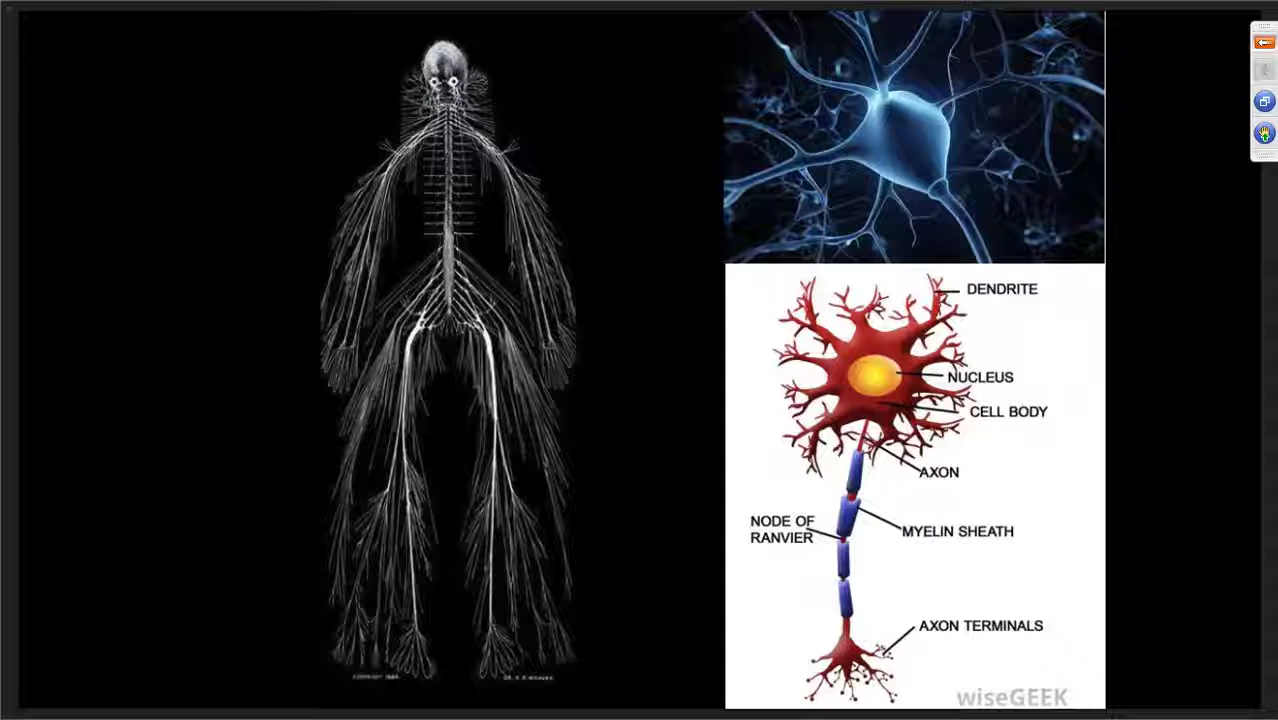 DENDRITE
NUCLEUS
CELL BODY
AXON
NODE OF
RANVIER
MYELIN SHEATH
AXON TERMINALS
wiseGEEK